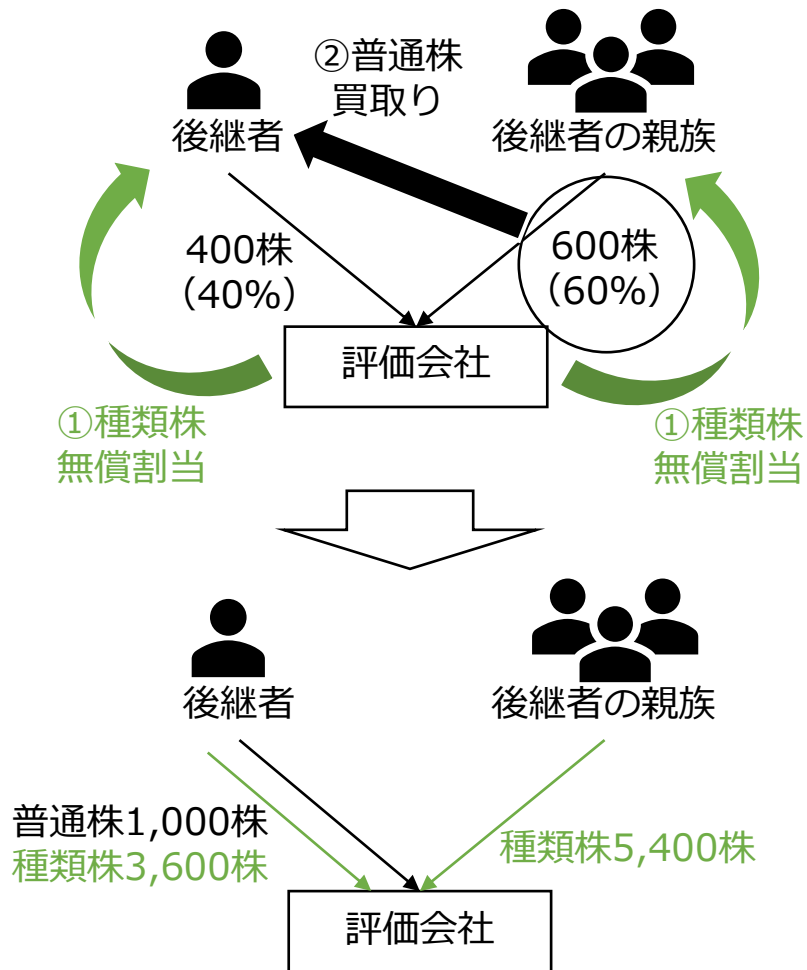 ②普通株
買取り
後継者
後継者の親族
400株
（40%）
600株
（60%）
評価会社
①種類株
無償割当
①種類株
無償割当
後継者
後継者の親族
普通株1,000株
種類株3,600株
種類株5,400株
評価会社